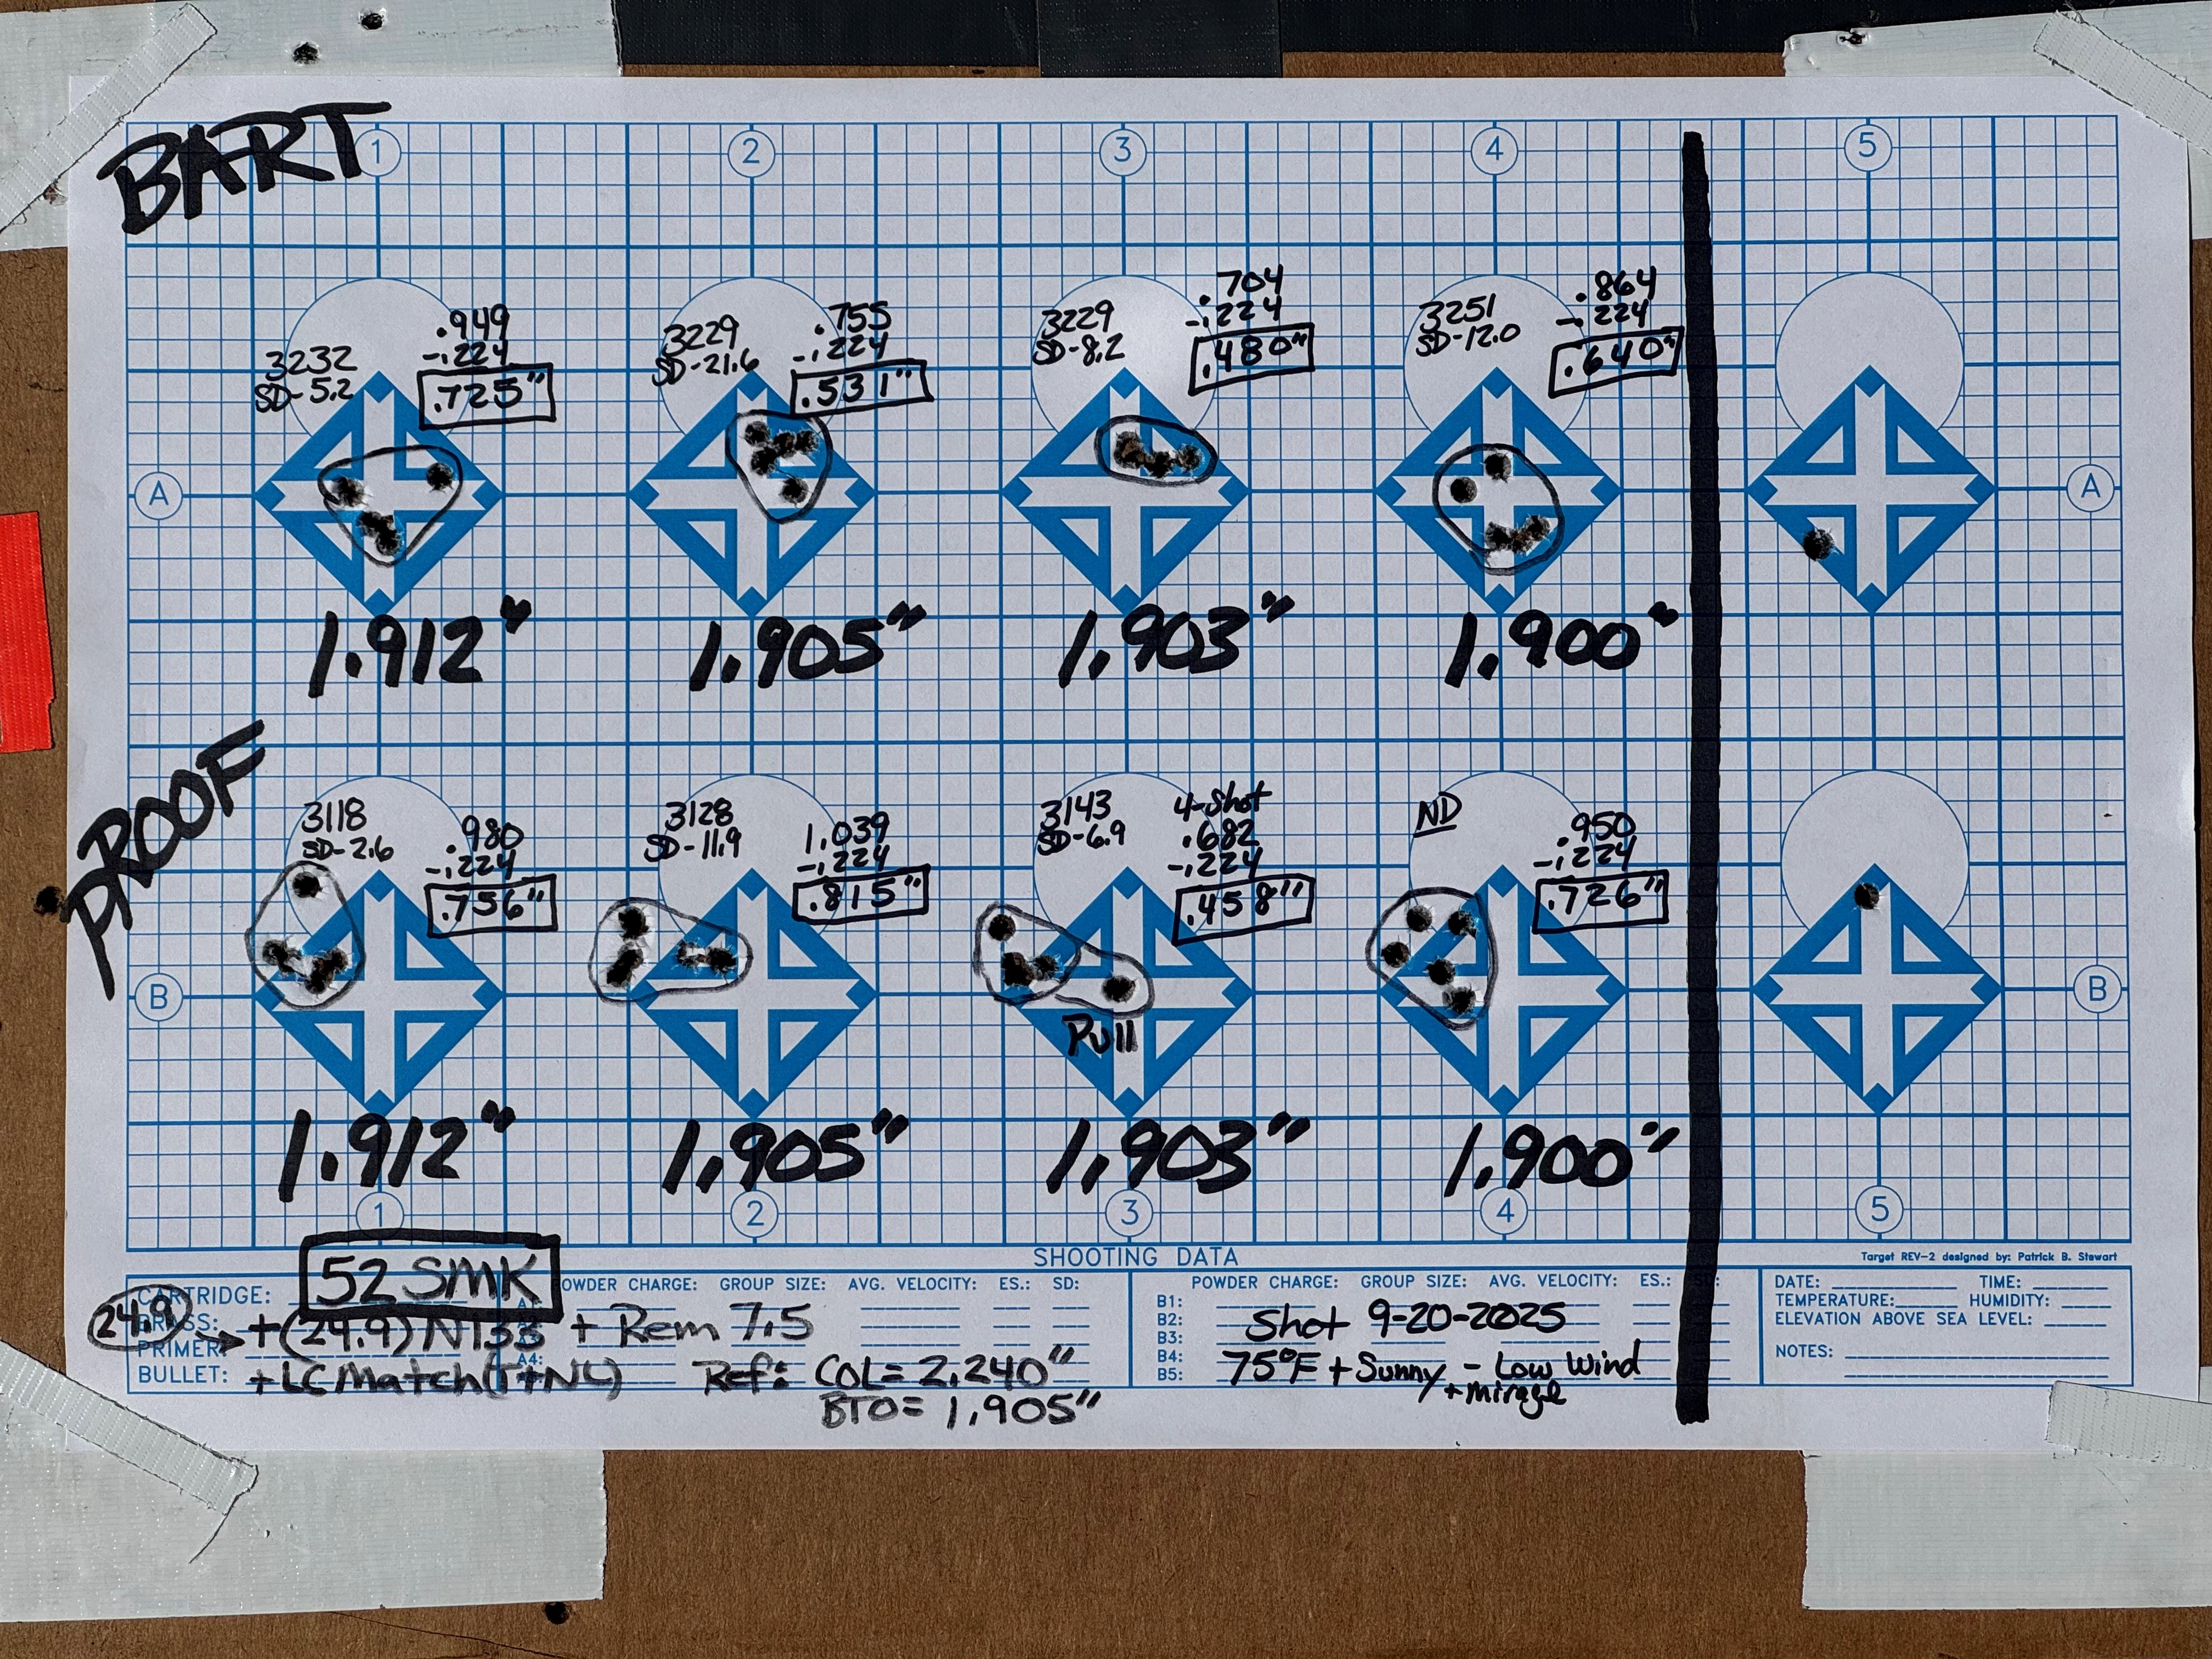 BART
1
2
3
4
5
3232
SD-5.2
.949
-.224
.725"
3229
SD-21.6
.755
-.224
.531"
3229
SD-8.2
.704
-.224
.480"
3251
SD-12.0
.864
-.224
.640"
A
A
1.912"
1.905"
1.903"
1.900"
PROOF
3118
SD-2.6
.980
-.224
.756"
3128
SD-11.9
1.039
-.224
.815"
3143
SD-6.9
4-Shot
.682
-.224
.458"
ND
.950
-.224
.726"
B
B
Pull
1.912"
1.905"
1.903"
1.900"
1
2
3
4
5
SHOOTING DATA
Target REV-2 designed by: Patrick B. Stewart
52 SMK
CARTRIDGE:
BRASS:
PRIMER:
BULLET:
24.9
+(24.9) N133 + Rem 7.5
+LC Match(T+NL) Ref: COL= 2.240"
BTO= 1.905"
POWDER CHARGE: GROUP SIZE: AVG. VELOCITY: ES.: SD:
A4:
POWDER CHARGE: GROUP SIZE: AVG. VELOCITY: ES.:
B1:
B2:
B3:
B4:
B5:
Shot 9-20-2025
75°F + Sunny - Low Wind
+mirage
DATE: TIME:
TEMPERATURE: HUMIDITY:
ELEVATION ABOVE SEA LEVEL:
NOTES: